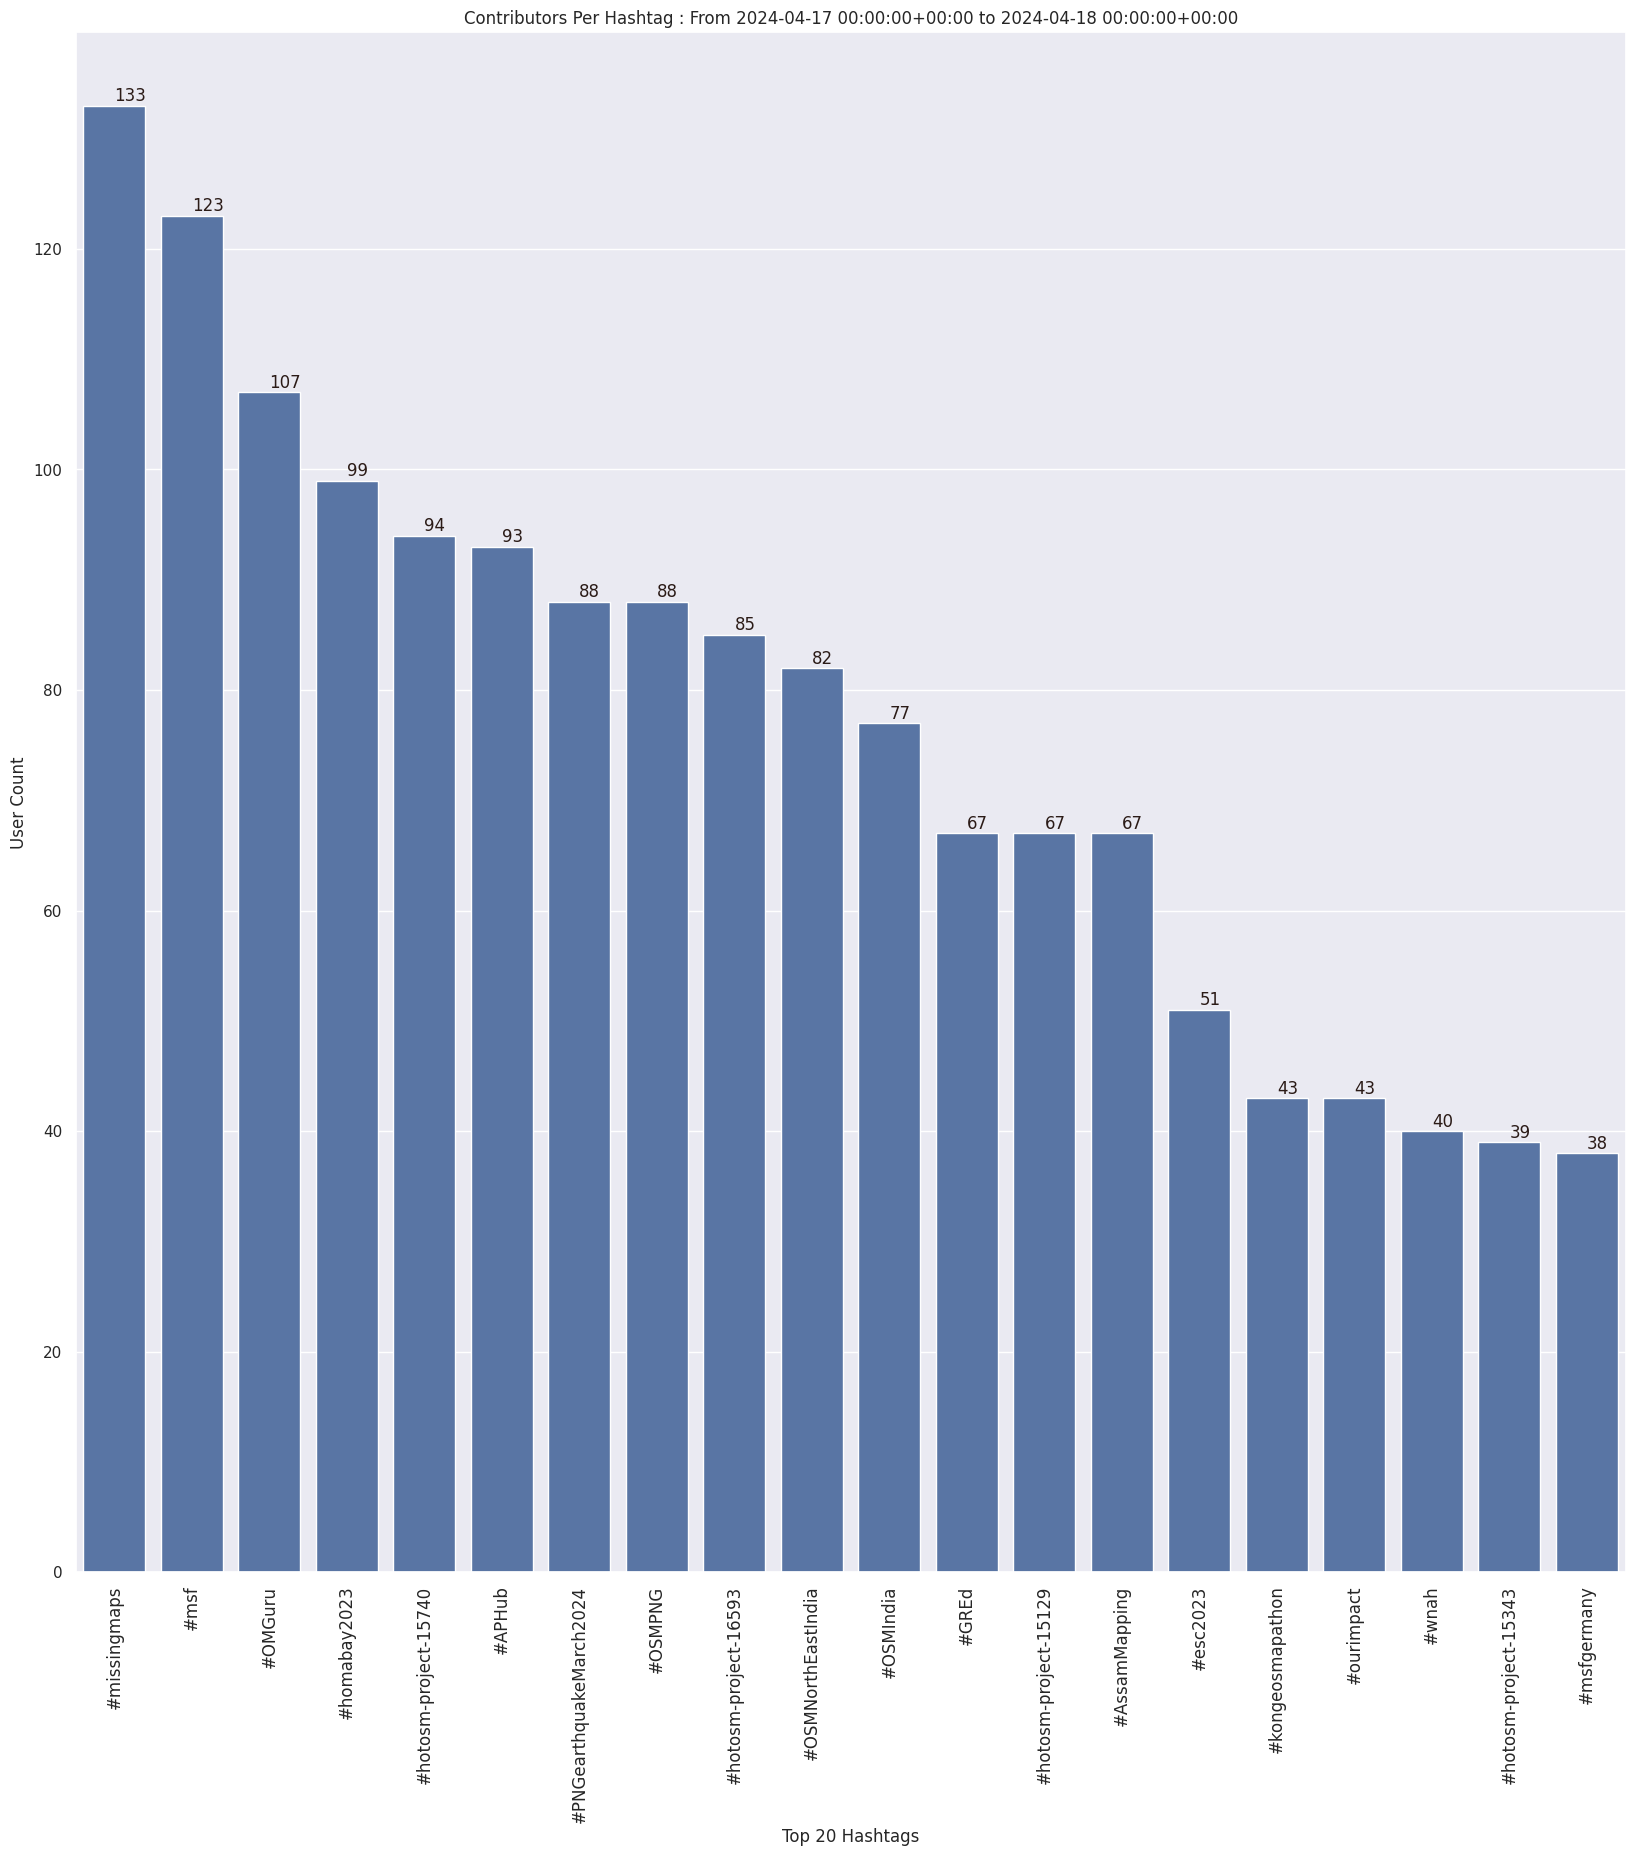 Contributors Per Hashtag : From 2024-04-17 00:00:00+00:00 to 2024-04-18 00:00:00+00:00
User Count
120
100
80
60
40
20
0
133
123
107
99
94
93
88
88
85
82
77
67
67
67
51
43
43
40
39
38
#missingmaps
#msf
#OMGuru
#homabay2023
#hotosm-project-15740
#APHub
#PNGearthquakeMarch2024
#OSMPNG
#hotosm-project-16593
#OSMNorthEastIndia
#OSMIndia
#GREd
#hotosm-project-15129
#AssamMapping
#esc2023
#kongeosmapathon
#ourimpact
#wnah
#hotosm-project-15343
#msfgermany
Top 20 Hashtags